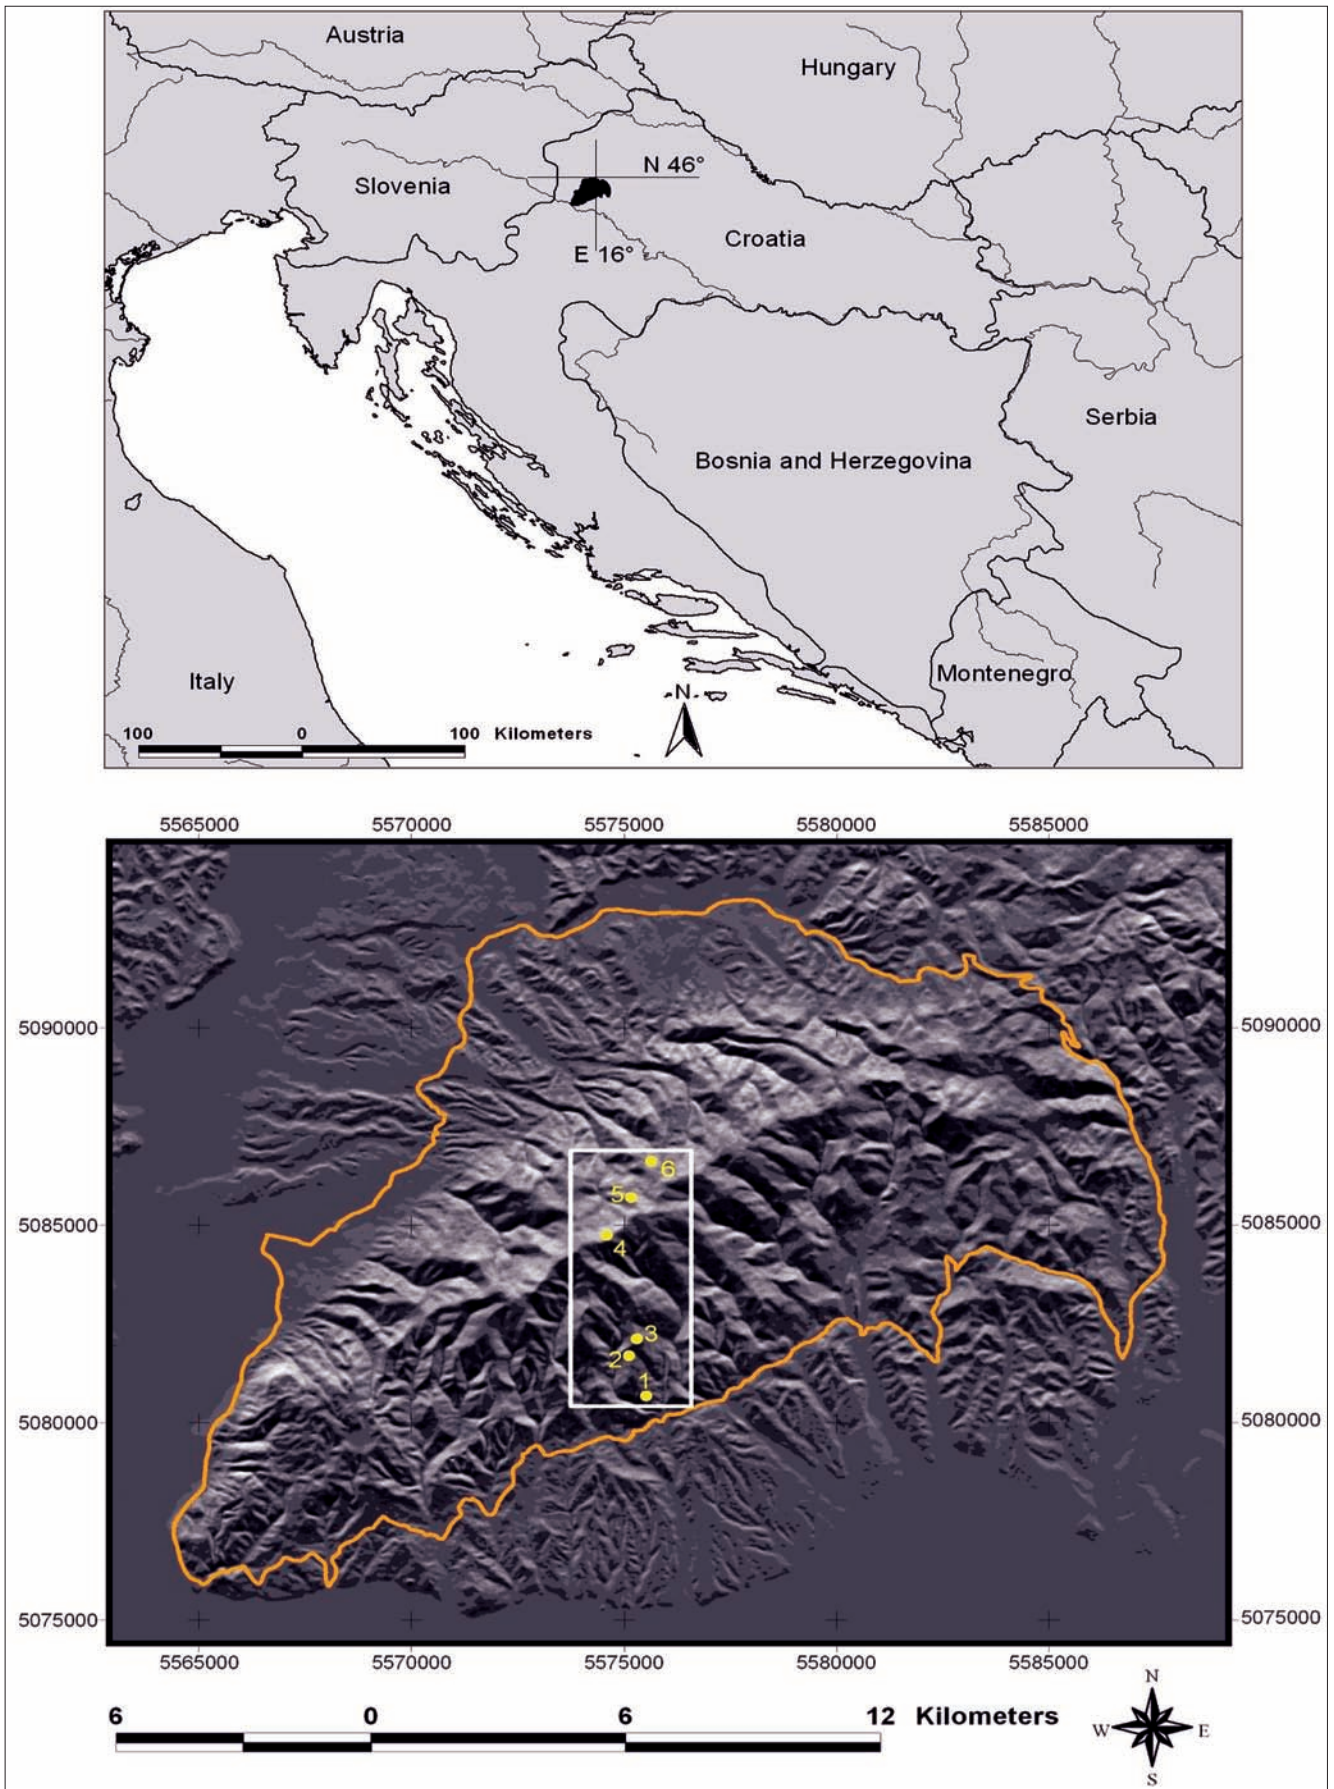 Austria
Hungary
N 46°
Slovenia
Croatia
E 16°
Serbia
Bosnia and Herzegovina
Italy
Montenegro
N
100 0 100 Kilometers
5565000 5570000 5575000 5580000 5585000
5090000 5090000
6
5
5085000 5085000
4
3
2
1
5080000 5080000
5075000 5075000
5565000 5570000 5575000 5580000 5585000
N
6 0 6 12 Kilometers
W E
S